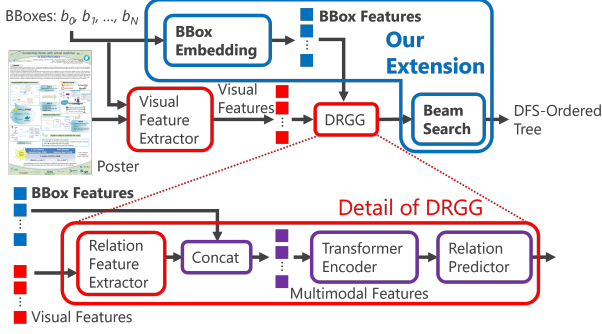 BBoxes: b0, b1, ..., bN
BBox
Embedding
BBox Features
Our
Extension
Visual
Feature
Extractor
Visual
Features
DRGG
Beam
Search
DFS-Ordered
Tree
Poster
BBox Features
Detail of DRGG
Relation
Feature
Extractor
Concat
Transformer
Encoder
Relation
Predictor
Multimodal Features
Visual Features